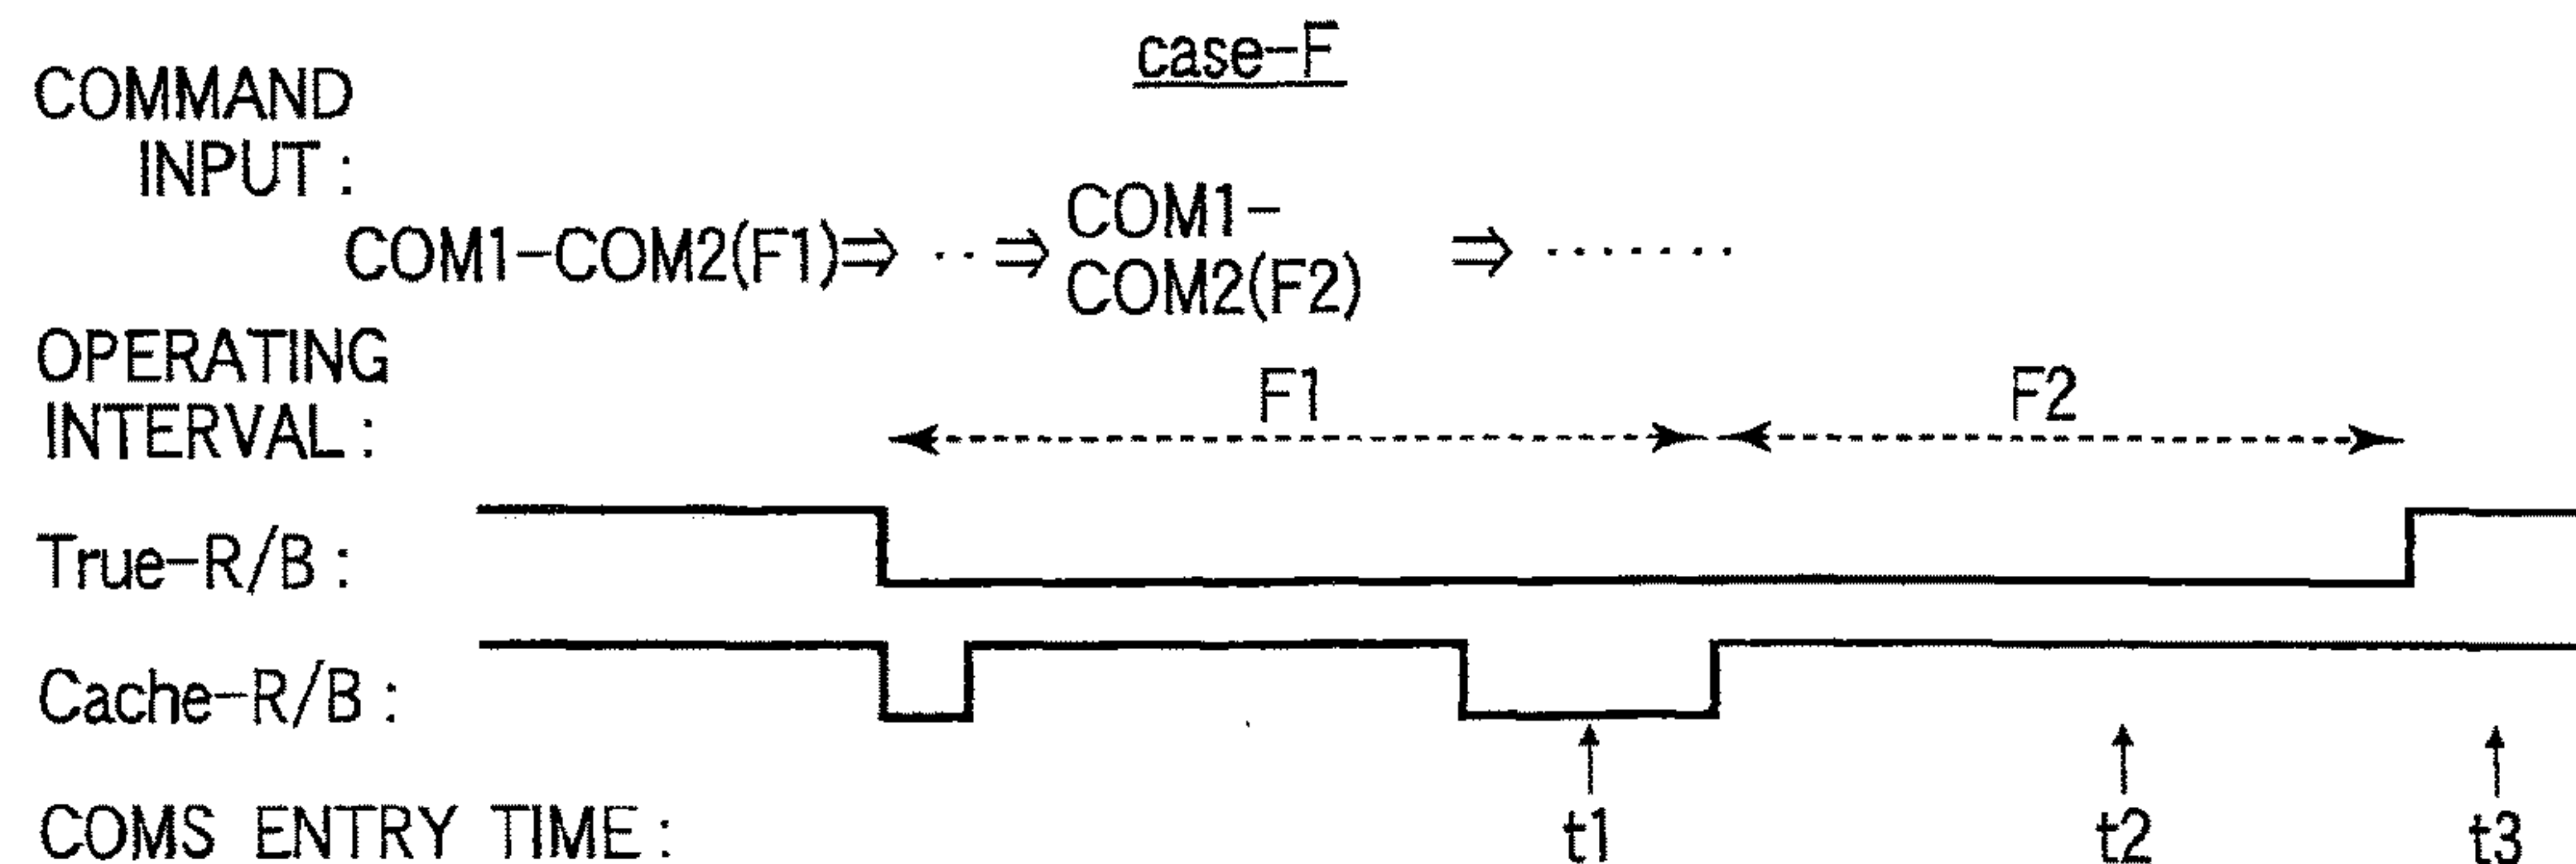 case-F
COMMAND
INPUT :
COM1-COM2(F1)⇒ ·· ⇒ COM1-
COM2(F2) ⇒ ·······
OPERATING
INTERVAL :
F1 F2
True-R/B :
Cache-R/B :
COMS ENTRY TIME : t1 t2 t3